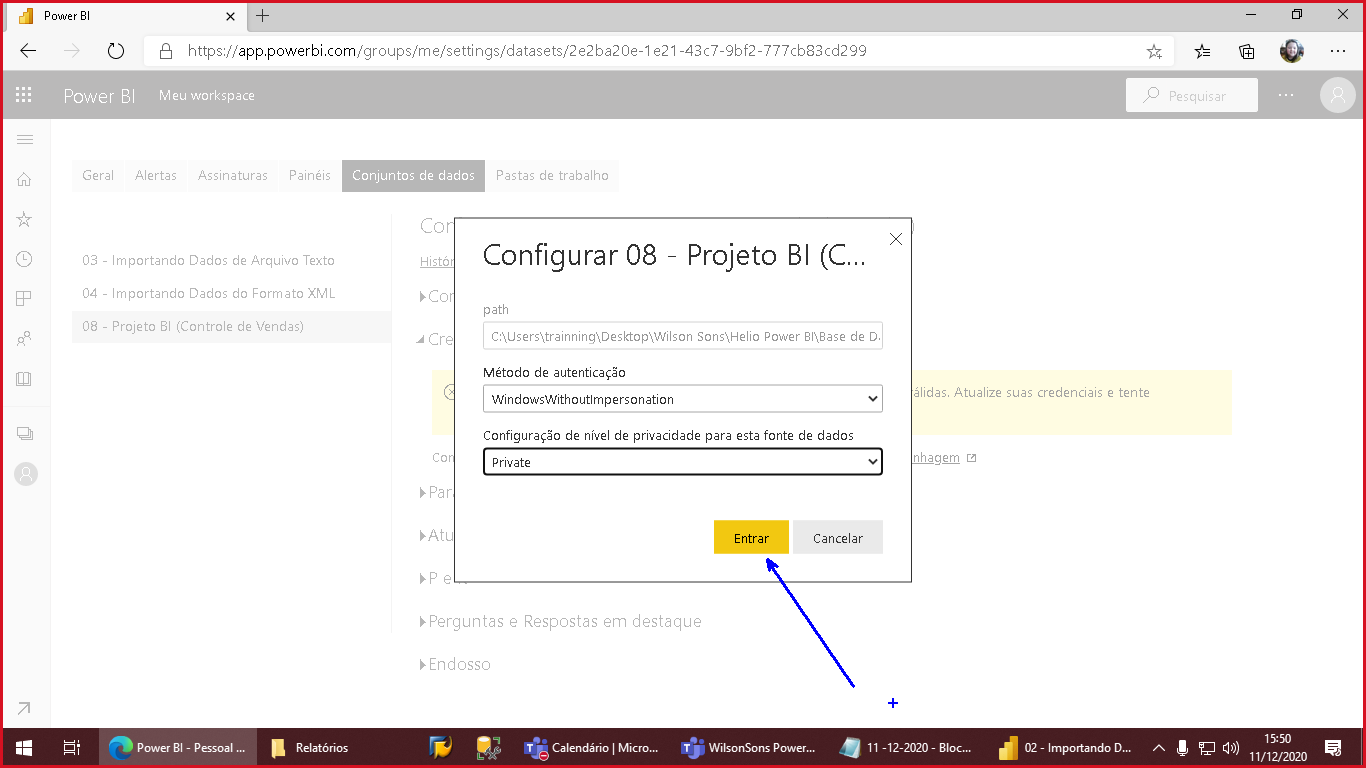 Power BI
https://app.powerbi.com/groups/me/settings/datasets/2e2ba20e-1e21-43c7-9bf2-777cb83cd299
Power BI Meu workspace
Pesquisar
Geral Alertas Assinaturas Painéis Conjuntos de dados Pastas de trabalho
03 - Importando Dados de Arquivo Texto
04 - Importando Dados do Formato XML
08 - Projeto BI (Controle de Vendas)
Con
Histór
Con
Cre
álidas. Atualize suas credenciais e tente
Con
nhagem
Pará
Atu
P e R
Perguntas e Respostas em destaque
Endosso
Configurar 08 - Projeto BI (C...
path
C:\Users\trainning\Desktop\Wilson Sons\Helio Power BI\Base de D
Método de autenticação
WindowsWithoutImpersonation
Configuração de nível de privacidade para esta fonte de dados
Private
Entrar Cancelar
Power BI - Pessoal ...
Relatórios
Calendário | Micro...
WilsonSons Power...
11 -12-2020 - Bloc...
02 - Importando D...
15:50
11/12/2020